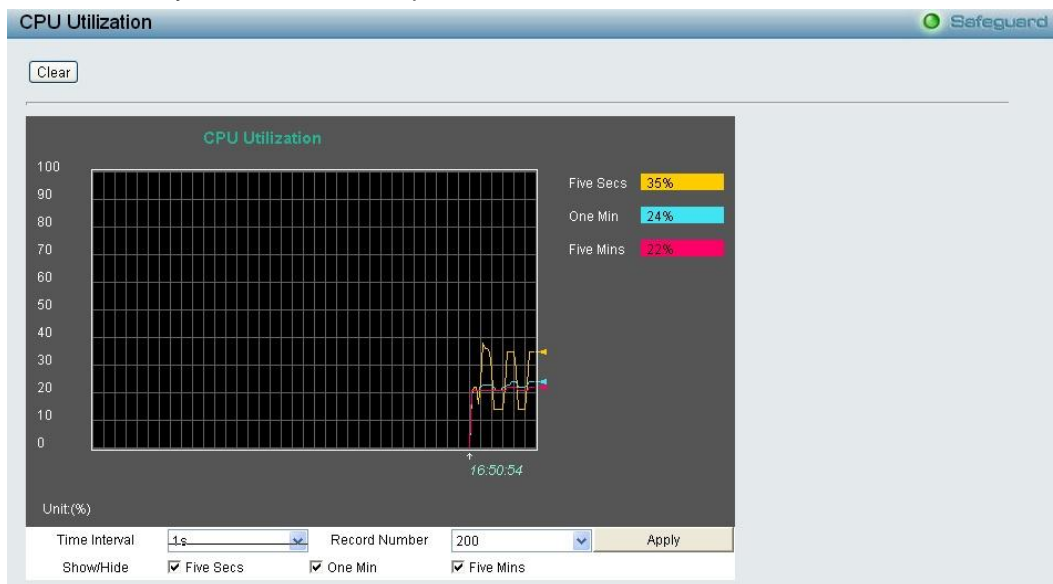 CPU Utilization
Safeguard
Clear
CPU Utilization
100
90
80
70
60
50
40
30
20
10
0
Five Secs 35%
One Min 24%
Five Mins 22%
16:50:54
Unit:(%)
Time Interval 1s Record Number 200 Apply
Show/Hide Five Secs One Min Five Mins